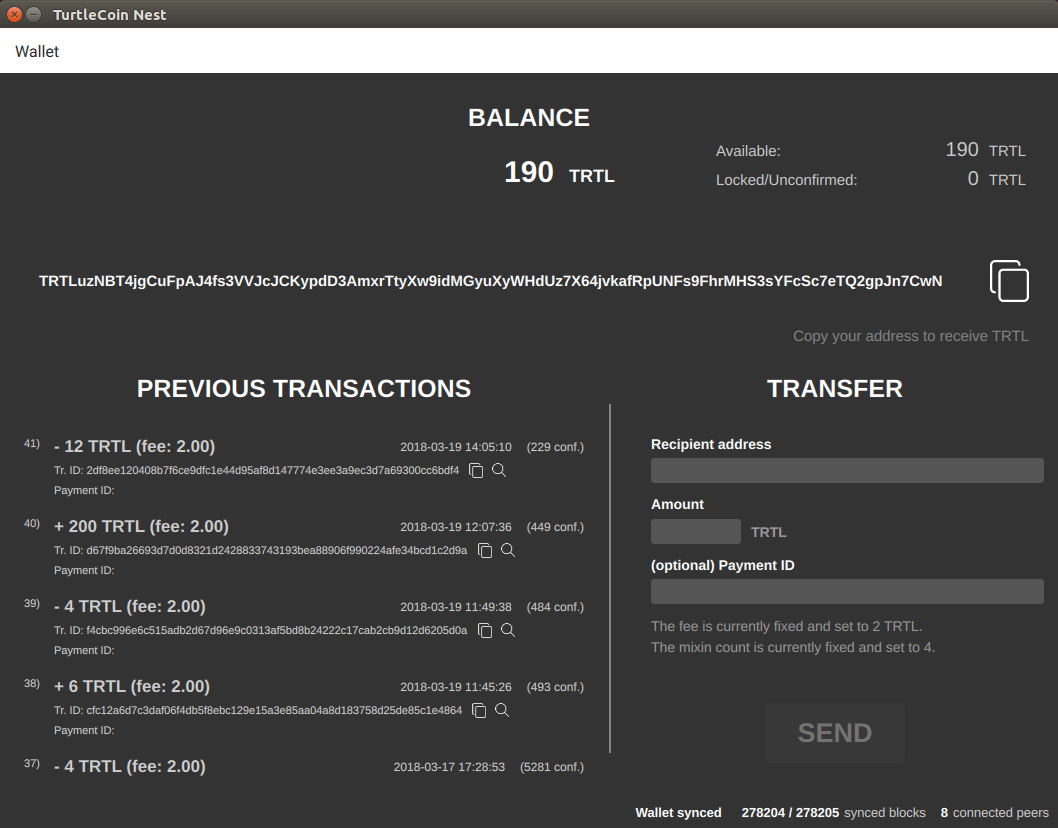 TurtleCoin Nest
Wallet
BALANCE
190 TRTL
Available: 190 TRTL
Locked/Unconfirmed: 0 TRTL
TRTLuzNBT4jgCuFpAJ4fs3VVJcJCKypdD3AmxrTtyXw9idMGyuXyWHdUz7X64jvkafRpUNFs9FhrMHS3sYFcSc7eTQ2gpJn7CwN
Copy your address to receive TRTL
PREVIOUS TRANSACTIONS
41) - 12 TRTL (fee: 2.00) 2018-03-19 14:05:10 (229 conf.)
Tr. ID: 2df8ee120408b7f6ce9dfc1e44d95af8d147774e3ee3a9ec3d7a69300cc6bdf4
Payment ID:
40) + 200 TRTL (fee: 2.00) 2018-03-19 12:07:36 (449 conf.)
Tr. ID: d67f9ba26693d7d0d8321d2428833743193bea88906f990224afe34bcd1c2d9a
Payment ID:
39) - 4 TRTL (fee: 2.00) 2018-03-19 11:49:38 (484 conf.)
Tr. ID: f4cbc996e6c515adb2d67d96e9c0313af5bd8b24222c17cab2cb9d12d6205d0a
Payment ID:
38) + 6 TRTL (fee: 2.00) 2018-03-19 11:45:26 (493 conf.)
Tr. ID: cfc12a6d7c3daf06f4db5f8ebc129e15a3e85aa04a8d183758d25de85c1e4864
Payment ID:
37) - 4 TRTL (fee: 2.00) 2018-03-17 17:28:53 (5281 conf.)
TRANSFER
Recipient address
Amount
TRTL
(optional) Payment ID
The fee is currently fixed and set to 2 TRTL.
The mixin count is currently fixed and set to 4.
SEND
Wallet synced 278204 / 278205 synced blocks 8 connected peers